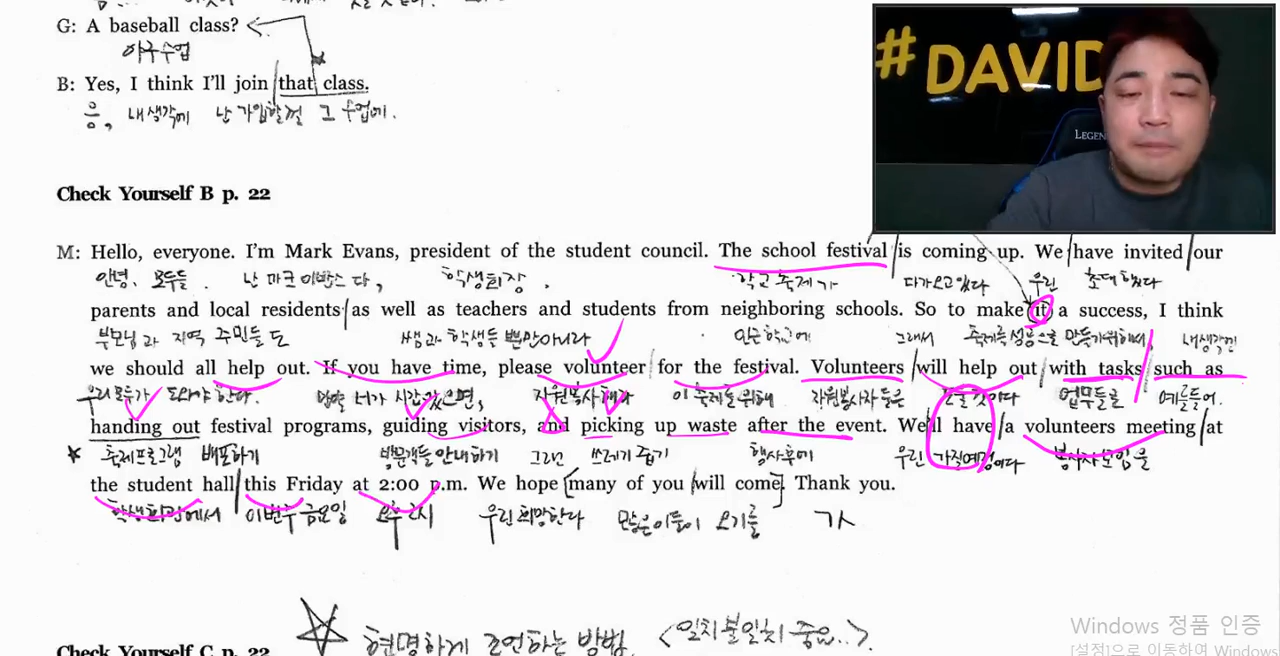 G: A baseball class?
야구수업
B: Yes, I think I'll join that class.
응, 내생각에 난 가입할걸 그 수업에.
# DAVID
LEGEN
Check Yourself B p. 22
M: Hello, everyone. I'm Mark Evans, president of the student council. The school festival is coming up. We have invited our
안녕, 모두들. 난 마크 이반스다, 학생회장. 학교축제가 다가오고있다 우린 초대했다
parents and local residents as well as teachers and students from neighboring schools. So to make it a success, I think
부모님과 지역 주민들도 쌤과 학생들 뿐만아니라 인근학교에 그래서 축제를 성공으로 만들기위해, 내생각엔
we should all help out. If you have time, please volunteer for the festival. Volunteers will help out with tasks such as
우리모두가 도와야한다. 만약 너가 시간있으면, 자원봉사해라 이 축제를위해 자원봉사자들은 도울것이다 업무들로 예를들어.
handing out festival programs, guiding visitors, and picking up waste after the event. We'll have a volunteers meeting at
축제프로그램 배포하기 방문객들안내하기 그런 쓰레기 줍기 행사후에 우린 가질예정이다 봉사자모임을
the student hall this Friday at 2:00 p.m. We hope many of you will come. Thank you.
학생회관에서 이번주 금요일 오후2시 우린희망한다 많은이들이 오기를
현명하게 조언하는 방법. <일치불일치 중요..>.
Check Yourself C p. 22
Windows 정품 인증
[설정]으로 이동하여 Windows